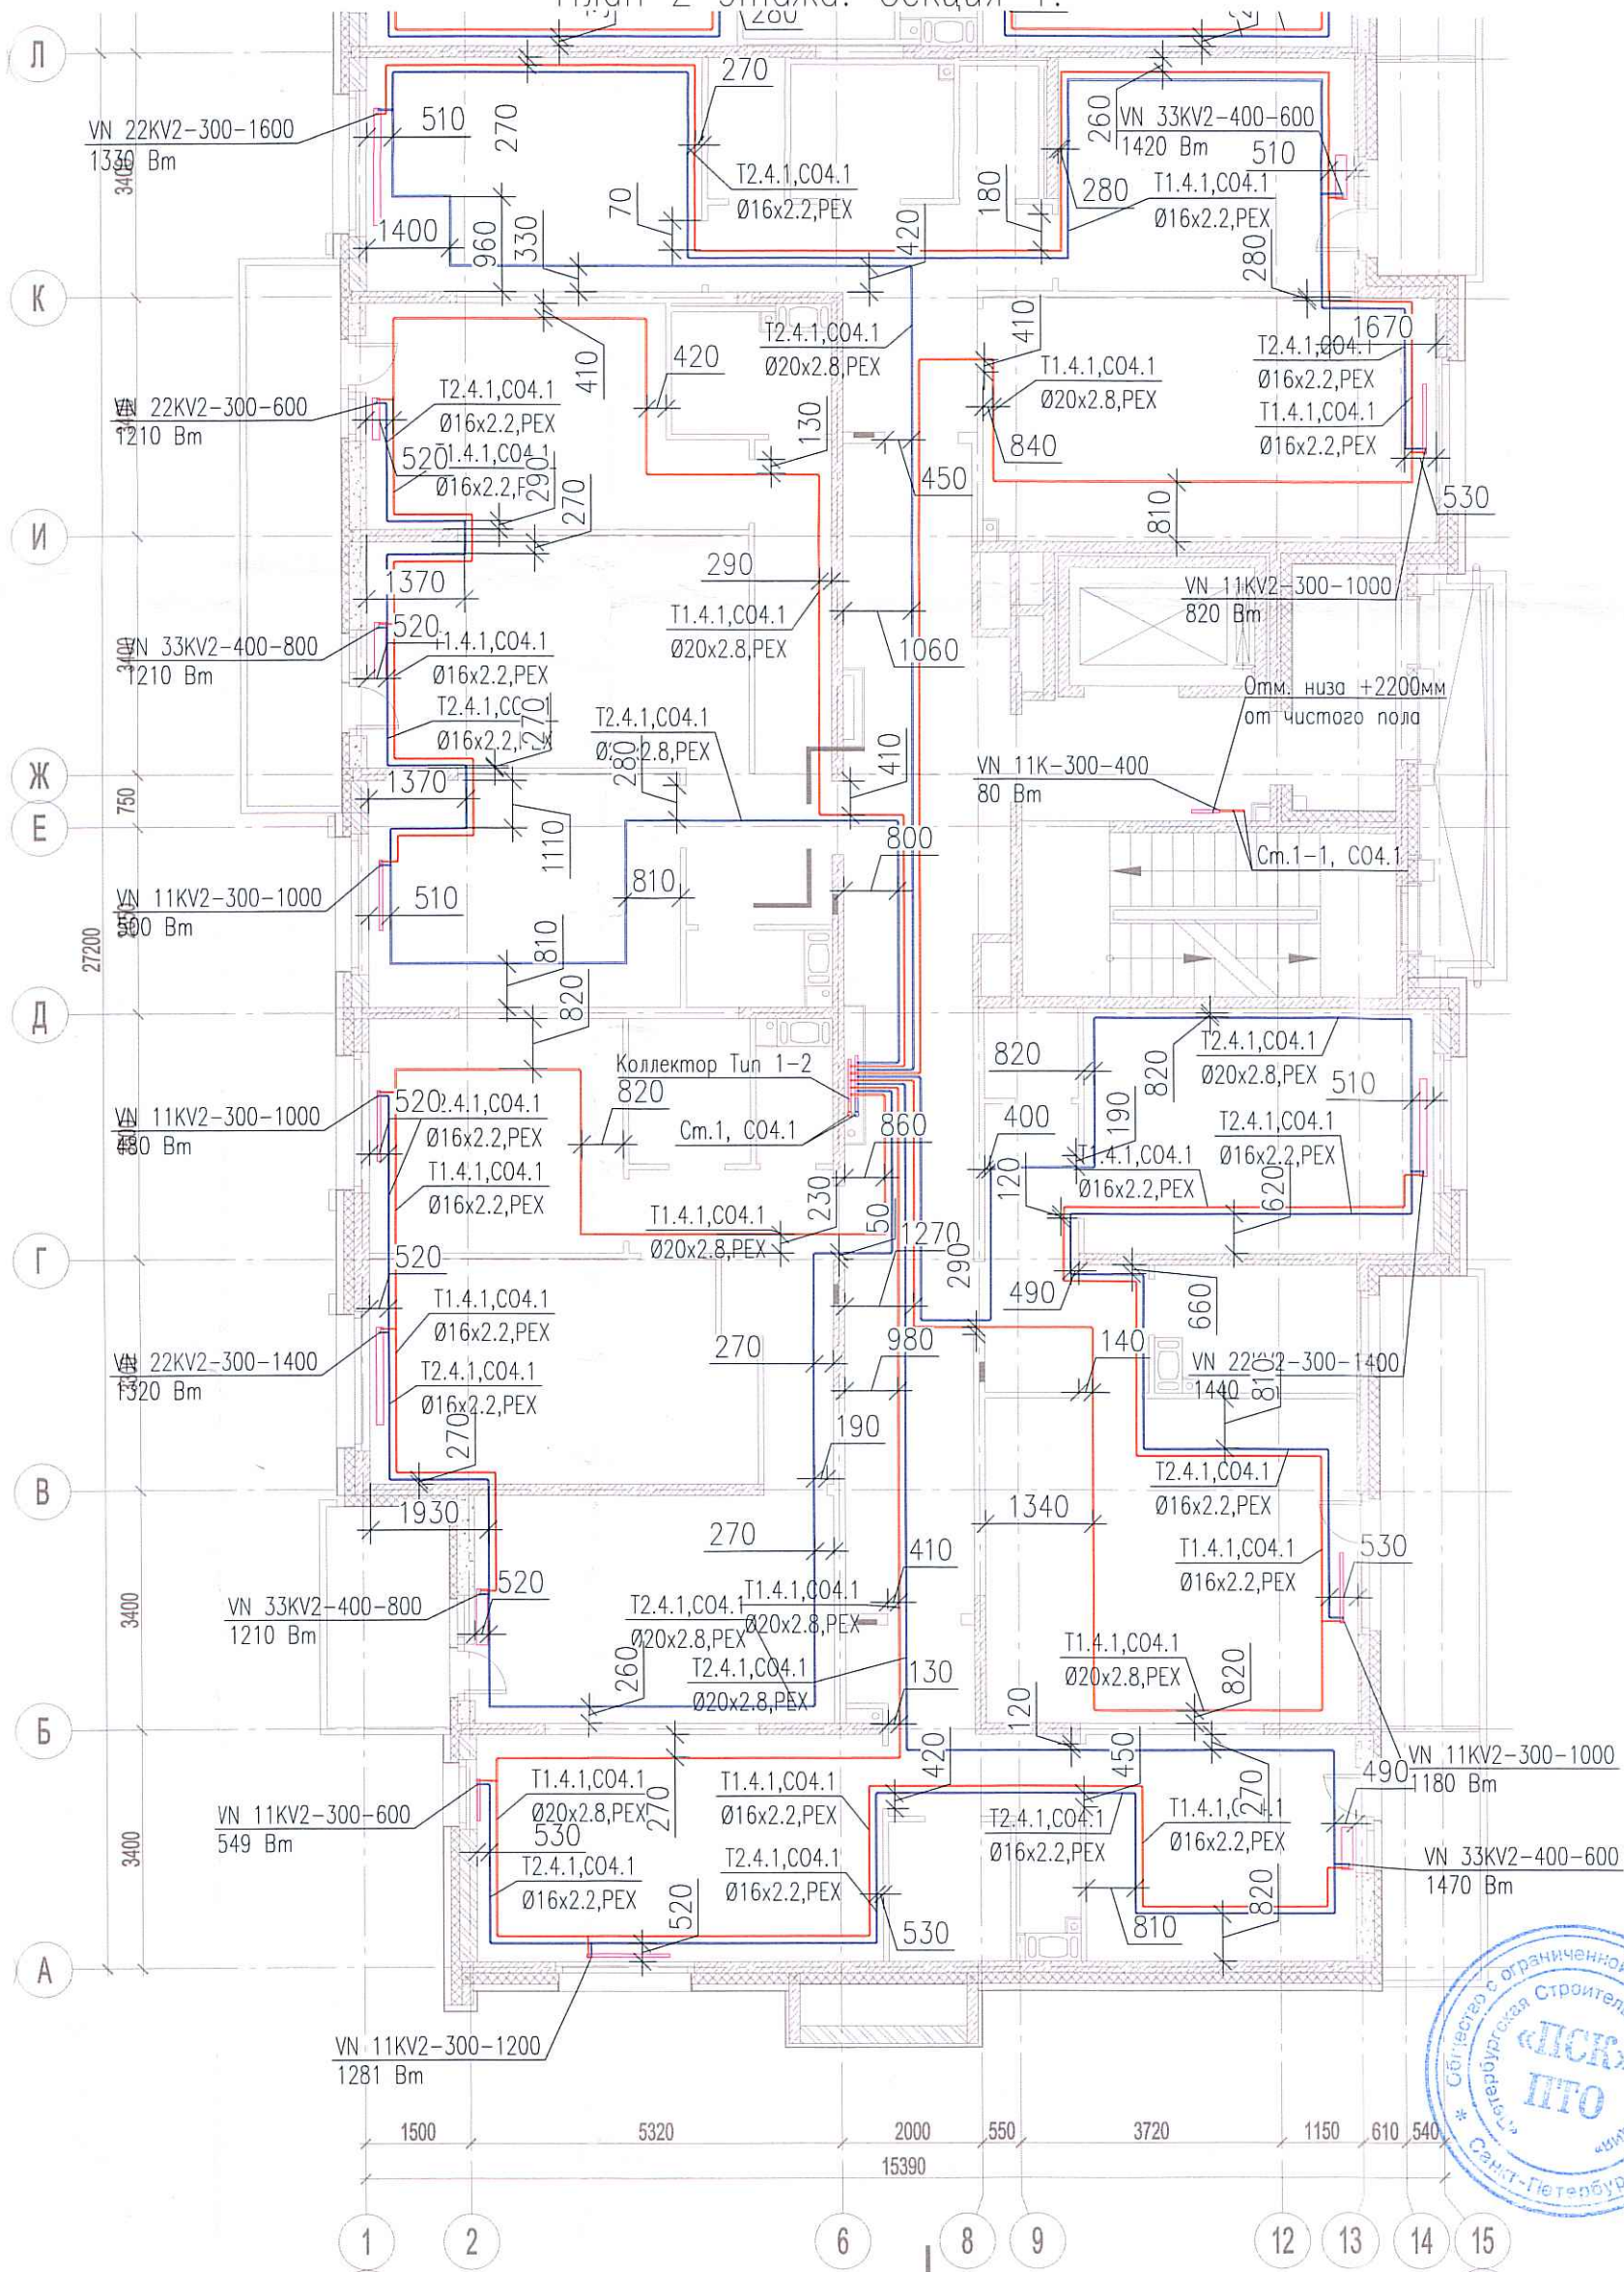 План 2 этажа. Секция 1.
280
Л
270
VN 22KV2-300-1600
1330 Вт
510
270
260
VN 33KV2-400-600
1420 Вт
510
3400
T2.4.1,CO4.1
Ø16x2.2,PEX
280
T1.4.1,CO4.1
Ø16x2.2,PEX
70
180
1400
960
330
420
280
К
410
T2.4.1,CO4.1
Ø20x2.8,PEX
410
1670
T2.4.1,CO4.1
Ø16x2.2,PEX
T1.4.1,CO4.1
Ø20x2.8,PEX
420
T2.4.1,CO4.1
Ø16x2.2,PEX
VN 22KV2-300-600
1210 Вт
T1.4.1,CO4.1
Ø16x2.2,PEX
130
840
520
290
270
450
530
810
И
1370
290
VN 11KV2-300-1000
820 Вт
T1.4.1,CO4.1
Ø20x2.8,PEX
520
VN 33KV2-400-800
1210 Вт
3400
Ø16x2.2,PEX
1060
Отм. низа +2200мм
от чистого пола
T2.4.1,CO4.1
270
T2.4.1,CO4.1
280
410
VN 11K-300-400
80 Вт
Ж
750
1370
Е
1110
800
Ст.1-1, CO4.1
VN 11KV2-300-1000
510
810
27200
810
820
Д
820
820
T2.4.1,CO4.1
Ø20x2.8,PEX
Коллектор Тип 1-2
820
510
VN 11KV2-300-1000
480 Вт
520
Ø16x2.2,PEX
Ст.1, CO4.1
860
400
190
T2.4.1,CO4.1
Ø16x2.2,PEX
T1.4.1,CO4.1
Ø16x2.2,PEX
120
Ø16x2.2,PEX
230
620
T1.4.1,CO4.1
Ø20x2.8,PEX
50
1270
290
Г
520
490
660
T1.4.1,CO4.1
Ø16x2.2,PEX
980
140
VN 22KV2-300-1400
1320 Вт
270
VN 22KV2-300-1400
1440
810
T2.4.1,CO4.1
Ø16x2.2,PEX
270
190
T2.4.1,CO4.1
Ø16x2.2,PEX
В
1930
1340
270
410
T1.4.1,CO4.1
Ø16x2.2,PEX
530
520
VN 33KV2-400-800
1210 Вт
3400
T2.4.1,CO4.1
Ø20x2.8,PEX
T1.4.1,CO4.1
Ø20x2.8,PEX
T1.4.1,CO4.1
Ø20x2.8,PEX
260
T2.4.1,CO4.1
Ø20x2.8,PEX
130
820
120
Б
420
450
270
490
VN 11KV2-300-1000
1180 Вт
VN 11KV2-300-600
549 Вт
T1.4.1,CO4.1
Ø20x2.8,PEX
270
T1.4.1,CO4.1
Ø16x2.2,PEX
T2.4.1,CO4.1
Ø16x2.2,PEX
T1.4.1,CO4.1
Ø16x2.2,PEX
3400
530
T2.4.1,CO4.1
Ø16x2.2,PEX
T2.4.1,CO4.1
Ø16x2.2,PEX
VN 33KV2-400-600
1470 Вт
520
530
810
820
А
VN 11KV2-300-1200
1281 Вт
Общество с ограниченной
Петербургская Строитель
«ПСК»
ПТО
Санкт-Петербург
1500
5320
2000
550
3720
1150
610
540
15390
1
2
6
8
9
12
13
14
15